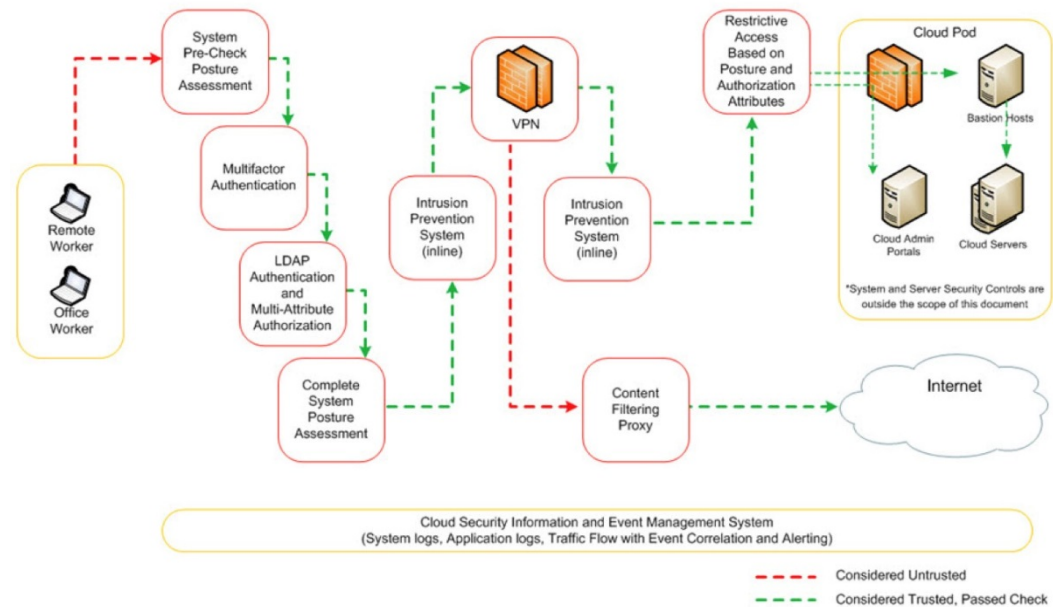 System
Pre-Check
Posture
Assessment
Multifactor
Authentication
LDAP
Authentication
and
Multi-Attribute
Authorization
Complete
System
Posture
Assessment
Remote
Worker
Office
Worker
Intrusion
Prevention
System
(inline)
VPN
Intrusion
Prevention
System
(inline)
Restrictive
Access
Based on
Posture and
Authorization
Attributes
Cloud Pod
Bastion Hosts
Cloud Admin
Portals
Cloud Servers
*System and Server Security Controls are
outside the scope of this document
Content
Filtering
Proxy
Internet
Cloud Security Information and Event Management System
(System logs, Application logs, Traffic Flow with Event Correlation and Alerting)
Considered Untrusted
Considered Trusted, Passed Check